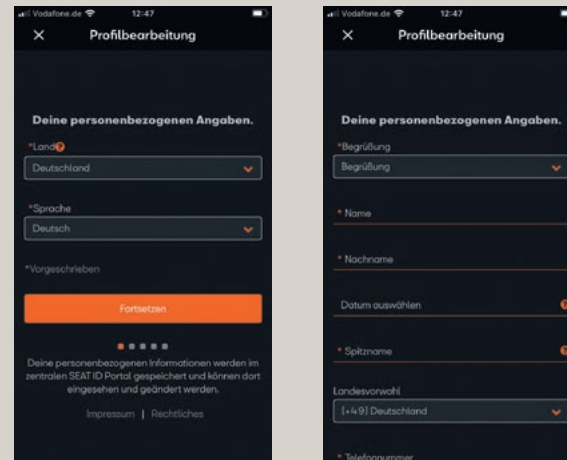 Vodafone.de 12:47
Profilbearbeitung
Deine personenbezogenen Angaben.
*Land
Deutschland
*Sprache
Deutsch
*Vorgeschrieben
Fortsetzen
Deine personenbezogenen Informationen werden im
zentralen SEAT ID Portal gespeichert und können dort
eingesehen und geändert werden.
Impressum | Rechtliches
Vodafone.de 12:47
Profilbearbeitung
Deine personenbezogenen Angaben.
*Begrüßung
Begrüßung
* Name
* Nachname
Datum auswählen
* Spitzname
Landesvorwahl
(+49) Deutschland
* Telefonnummer